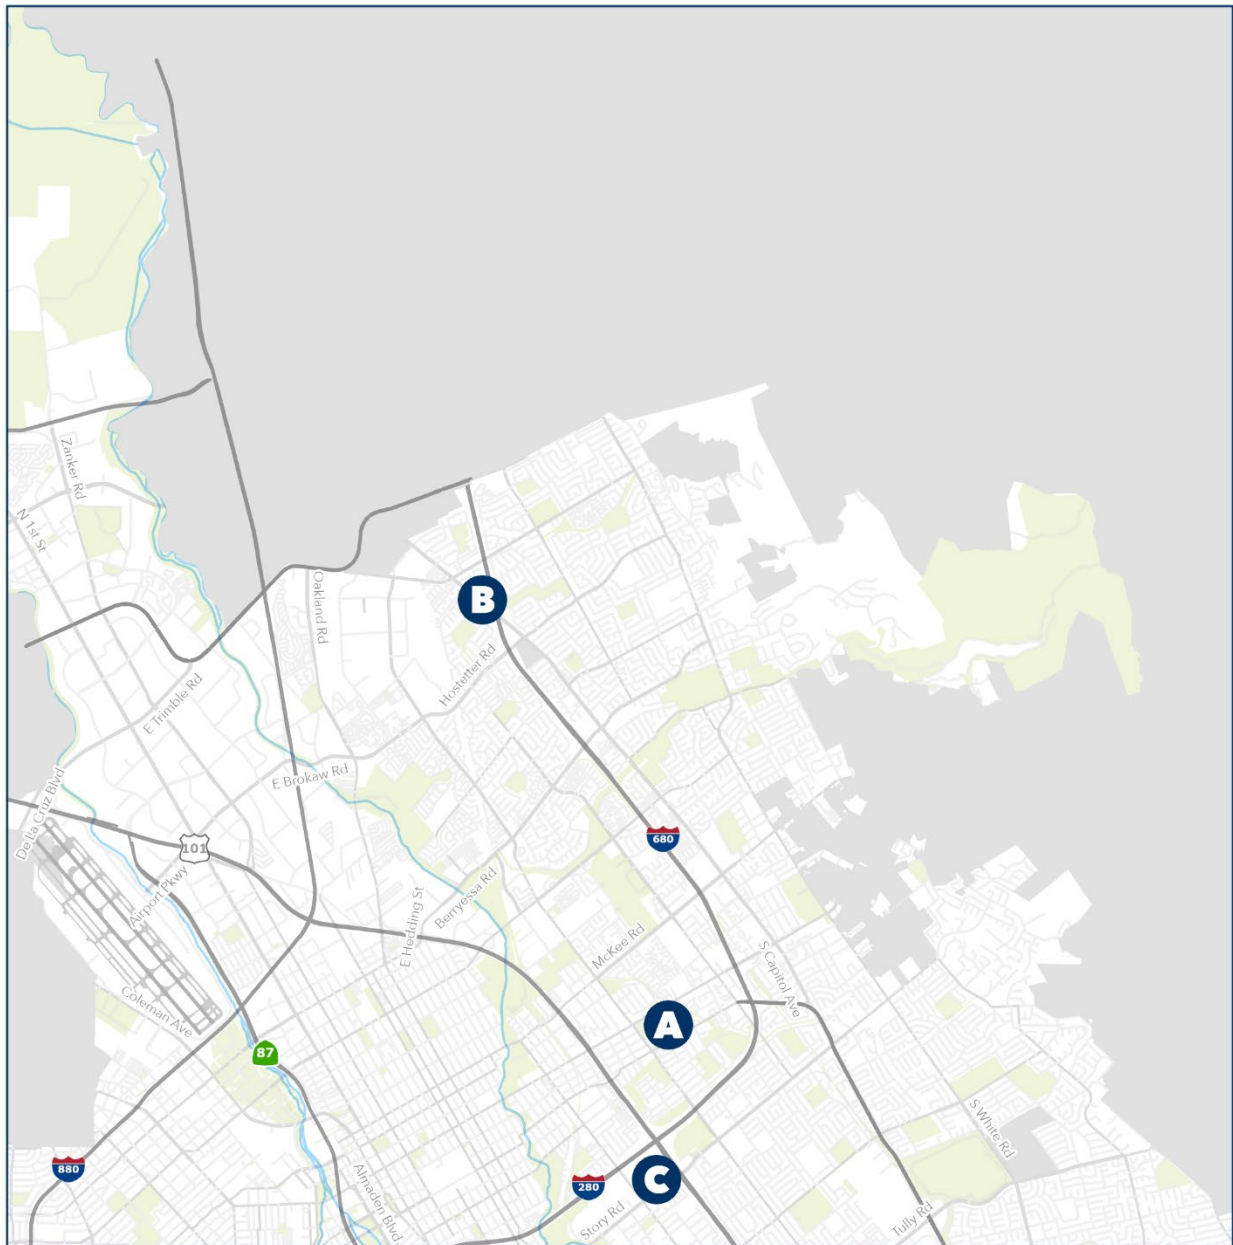 Zanker Rd
N 1st St
B
Oakland Rd
Hostetter Rd
E Trimble Rd
E Brokaw Rd
De La Cruz Blvd
680
101
Airport Pkwy
Berryessa Rd
E Hedding St
McKee Rd
S Capitol Ave
Coleman Ave
A
87
S White Rd
880
C
280
Almaden Blvd
Story Rd
Tully Rd